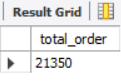 Result Grid
total_order
21350